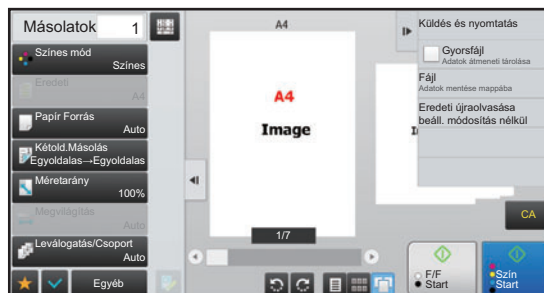 Másolatok 1
Színes mód
Színes
Eredeti
A4
Papír Forrás
Auto
Kétold.Másolás
Egyoldalas→Egyoldalas
Méretarány
100%
Megvilágítás
Auto
Leválogatás/Csoport
Auto
Egyéb
A4
A4
Image
1/7
Küldés és nyomtatás
Gyorsfájl
Adatok átmeneti tárolása
Fájl
Adatok mentése mappába
Eredeti újraolvasása
beáll. módosítás nélkül
CA
F/F
Start
Szín
Start